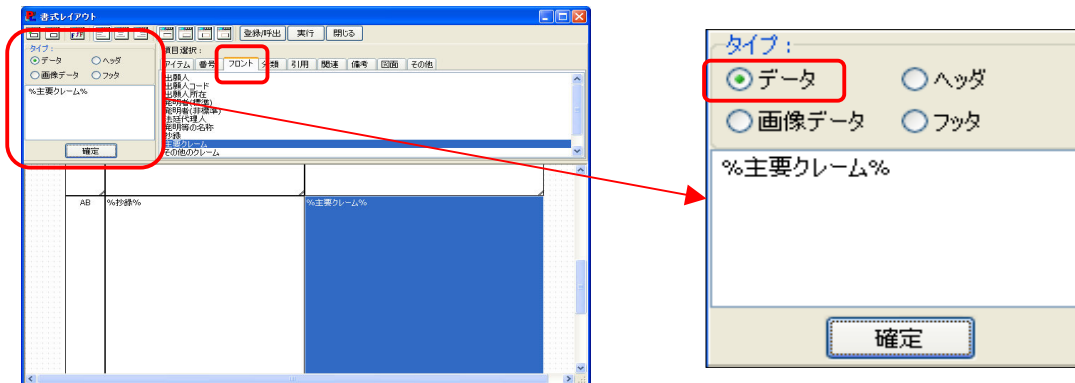 書式レイアウト
登録/呼出 実行 閉じる
タイプ：
データ ヘッダ
画像データ フッタ
%主要クレーム%
確定
項目選択：
アイテム 番号 フロント 分類 引用 関連 備考 図面 その他
出願人
出願人コード
出願人所在
発明者(標準)
発明者(非標準)
法廷代理人
発明等の名称
抄録
主要クレーム
その他のクレーム
AB %抄録% %主要クレーム%
タイプ：
データ ヘッダ
画像データ フッタ
%主要クレーム%
確定